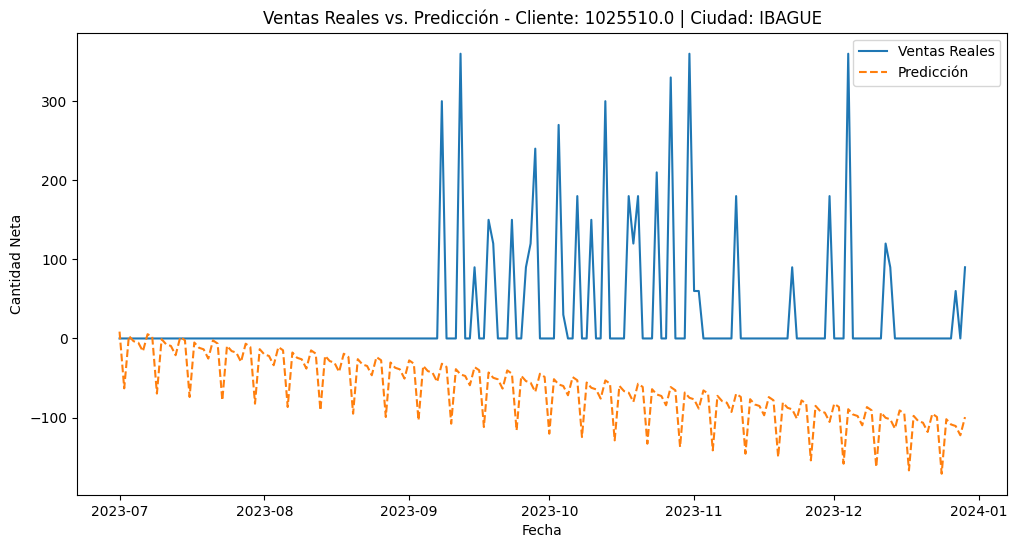 Ventas Reales vs. Predicción - Cliente: 1025510.0 | Ciudad: IBAGUE
Ventas Reales
Predicción
300
200
100
0
−100
Cantidad Neta
2023-07
2023-08
2023-09
2023-10
2023-11
2023-12
2024-01
Fecha